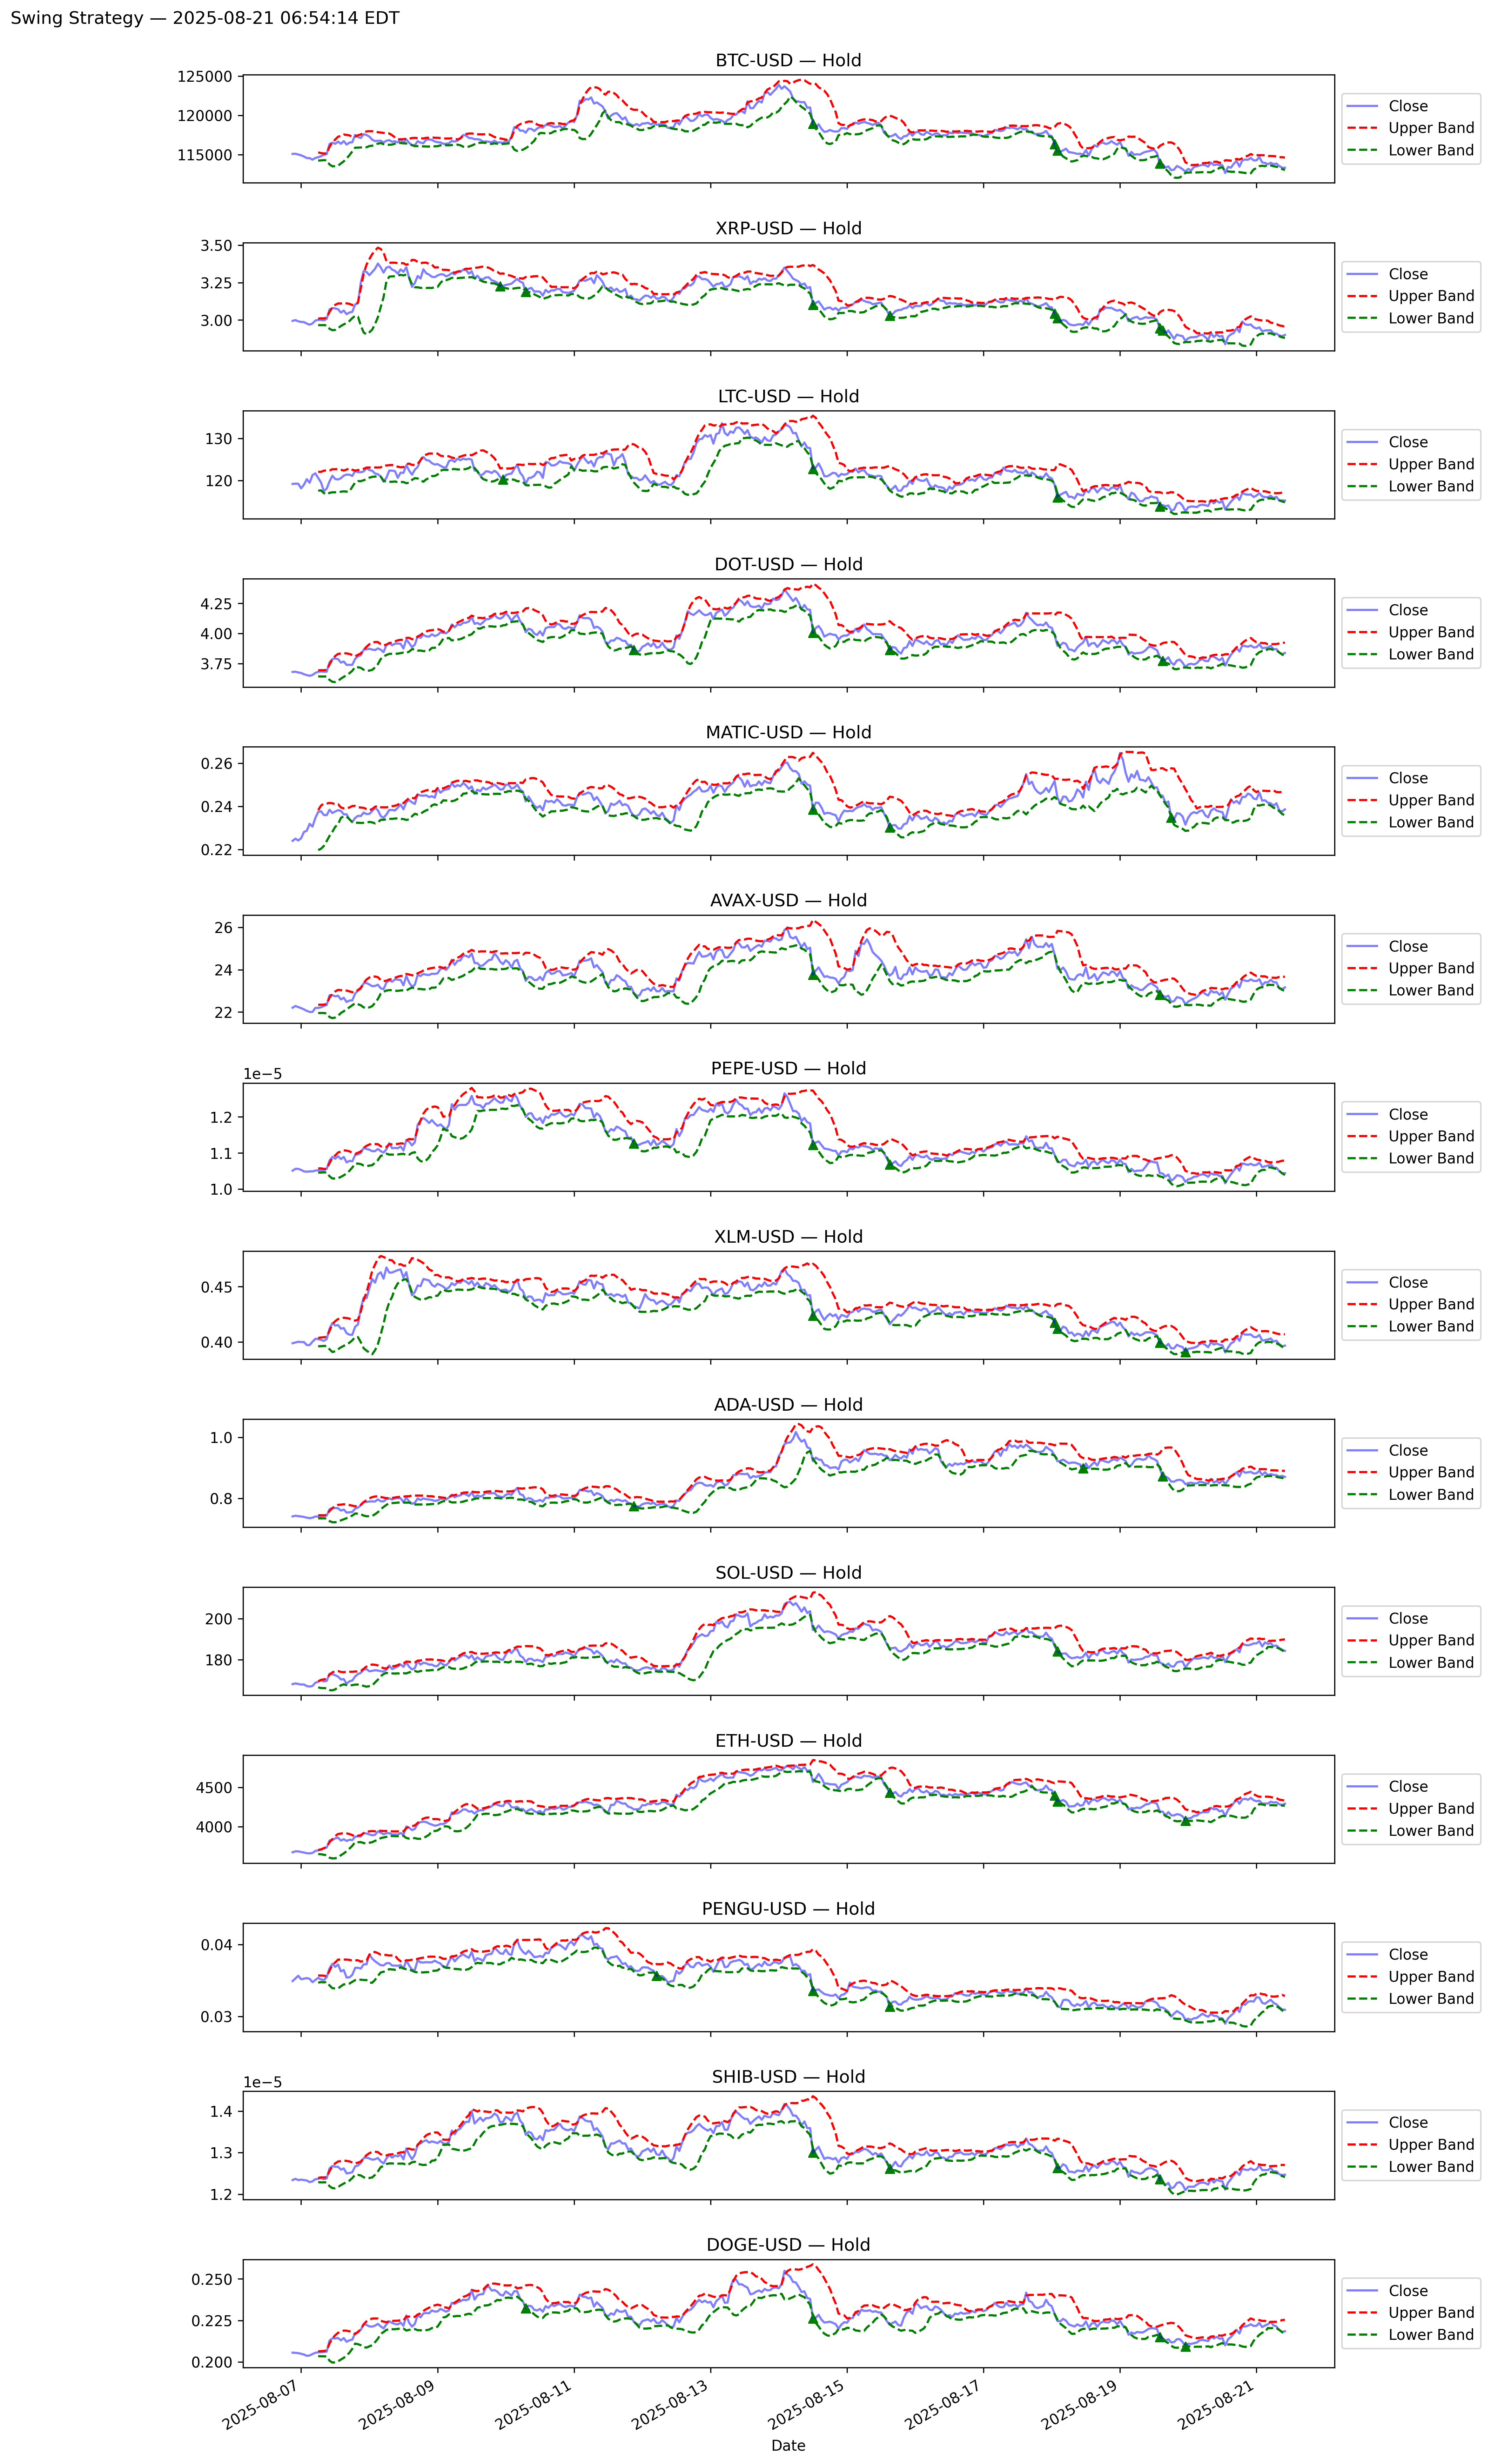 Swing Strategy — 2025-08-21 06:54:14 EDT
BTC-USD — Hold
125000
120000
115000
Close
Upper Band
Lower Band
XRP-USD — Hold
3.50
3.25
3.00
Close
Upper Band
Lower Band
LTC-USD — Hold
130
120
Close
Upper Band
Lower Band
DOT-USD — Hold
4.25
4.00
3.75
Close
Upper Band
Lower Band
MATIC-USD — Hold
0.26
0.24
0.22
Close
Upper Band
Lower Band
AVAX-USD — Hold
26
24
22
Close
Upper Band
Lower Band
PEPE-USD — Hold
1e−5
1.2
1.1
1.0
Close
Upper Band
Lower Band
XLM-USD — Hold
0.45
0.40
Close
Upper Band
Lower Band
ADA-USD — Hold
1.0
0.8
Close
Upper Band
Lower Band
SOL-USD — Hold
200
180
Close
Upper Band
Lower Band
ETH-USD — Hold
4500
4000
Close
Upper Band
Lower Band
PENGU-USD — Hold
0.04
0.03
Close
Upper Band
Lower Band
SHIB-USD — Hold
1e−5
1.4
1.3
1.2
Close
Upper Band
Lower Band
DOGE-USD — Hold
0.250
0.225
0.200
Close
Upper Band
Lower Band
2025-08-07
2025-08-09
2025-08-11
2025-08-13
2025-08-15
2025-08-17
2025-08-19
2025-08-21
Date